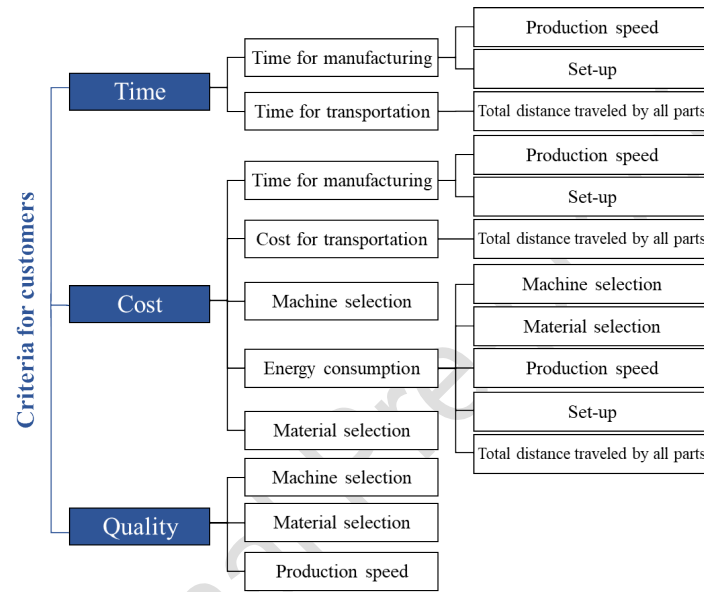 Criteria for customers
Time
Time for manufacturing
Production speed
Set-up
Time for transportation
Total distance traveled by all parts
Cost
Time for manufacturing
Production speed
Set-up
Cost for transportation
Total distance traveled by all parts
Machine selection
Energy consumption
Machine selection
Material selection
Production speed
Set-up
Total distance traveled by all parts
Material selection
Quality
Machine selection
Material selection
Production speed